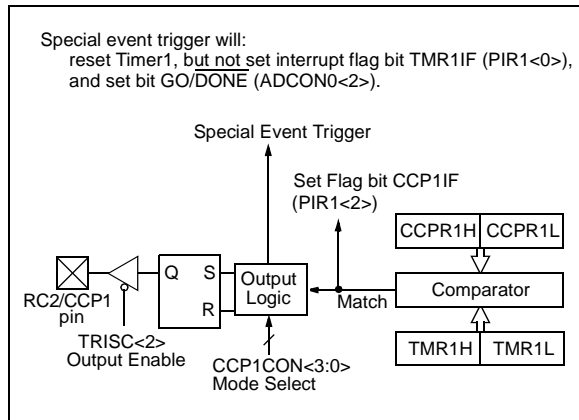 Special event trigger will:
reset Timer1, but not set interrupt flag bit TMR1IF (PIR1<0>),
and set bit GO/DONE (ADCON0<2>).
Special Event Trigger
Set Flag bit CCP1IF
(PIR1<2>)
CCPR1H CCPR1L
Q S Output
Logic
R
Match
Comparator
RC2/CCP1
pin
TRISC<2>
Output Enable
CCP1CON<3:0>
Mode Select
TMR1H TMR1L